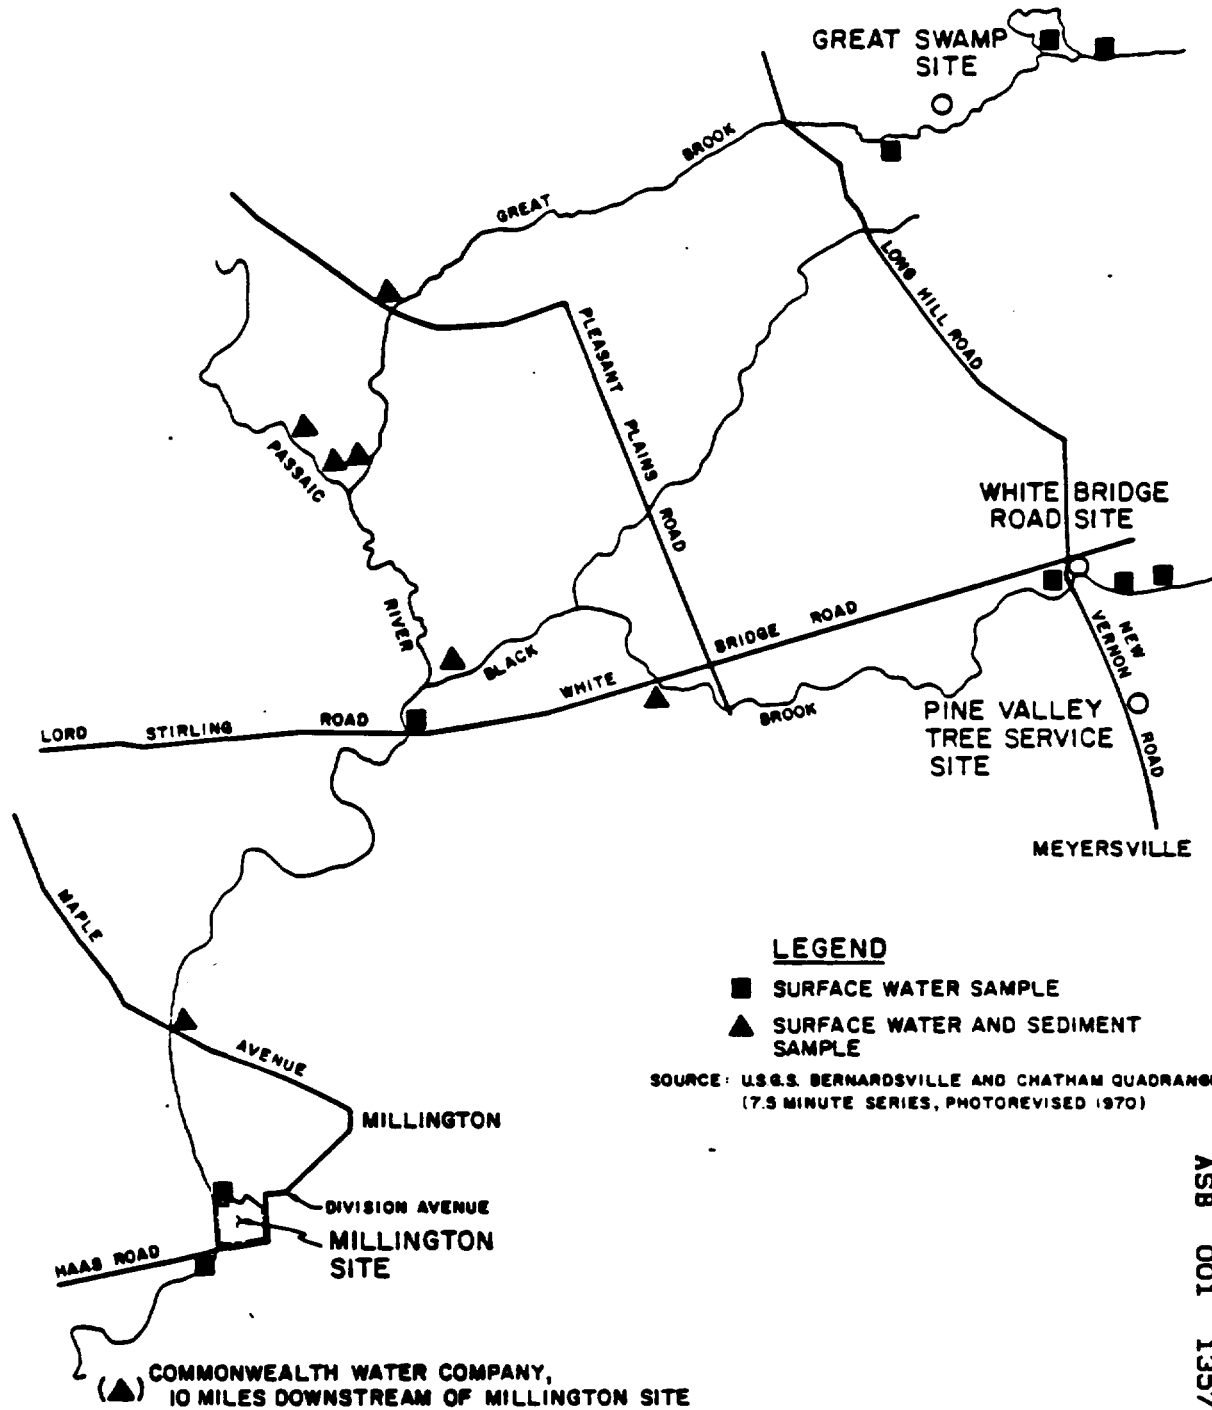 GREAT SWAMP
SITE
GREAT BROOK
LONG HILL ROAD
PLEASANT PLAINS ROAD
PASSAIC RIVER
WHITE BRIDGE
ROAD SITE
BLACK BROOK
WHITE BRIDGE ROAD
NEW VERNON ROAD
LORD STIRLING ROAD
PINE VALLEY
TREE SERVICE
SITE
MEYERSVILLE
MAPLE AVENUE
LEGEND
SURFACE WATER SAMPLE
SURFACE WATER AND SEDIMENT
SAMPLE
SOURCE: U.S.G.S. BERNARDSVILLE AND CHATHAM
(7.5 MINUTE SERIES, PHOTOREVISED 1970)
MILLINGTON
DIVISION AVENUE
MILLINGTON
SITE
HAAS ROAD
(▲) COMMONWEALTH WATER COMPANY,
10 MILES DOWNSTREAM OF MILLINGTON SITE
ASB 001 1357